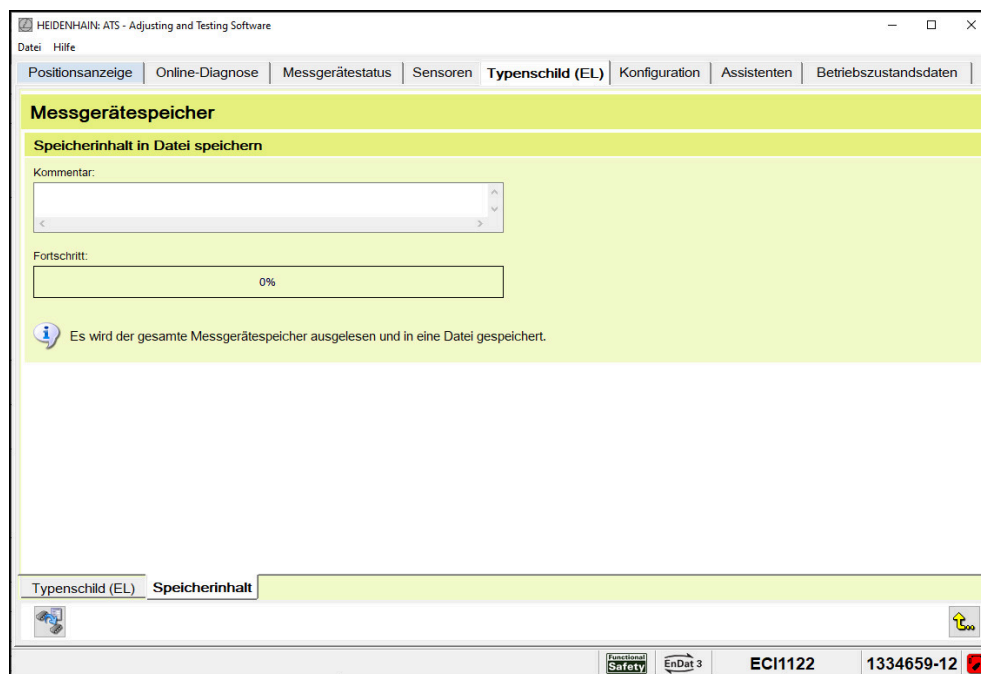 HEIDENHAIN: ATS - Adjusting and Testing Software
Datei Hilfe
Positionsanzeige Online-Diagnose Messgerätestatus Sensoren Typenschild (EL) Konfiguration Assistenten Betriebszustandsdaten
Messgerätespeicher
Speicherinhalt in Datei speichern
Kommentar:
Fortschritt:
0%
Es wird der gesamte Messgerätespeicher ausgelesen und in eine Datei gespeichert.
Typenschild (EL) Speicherinhalt
Functional
Safety EnDat 3 ECI1122 1334659-12